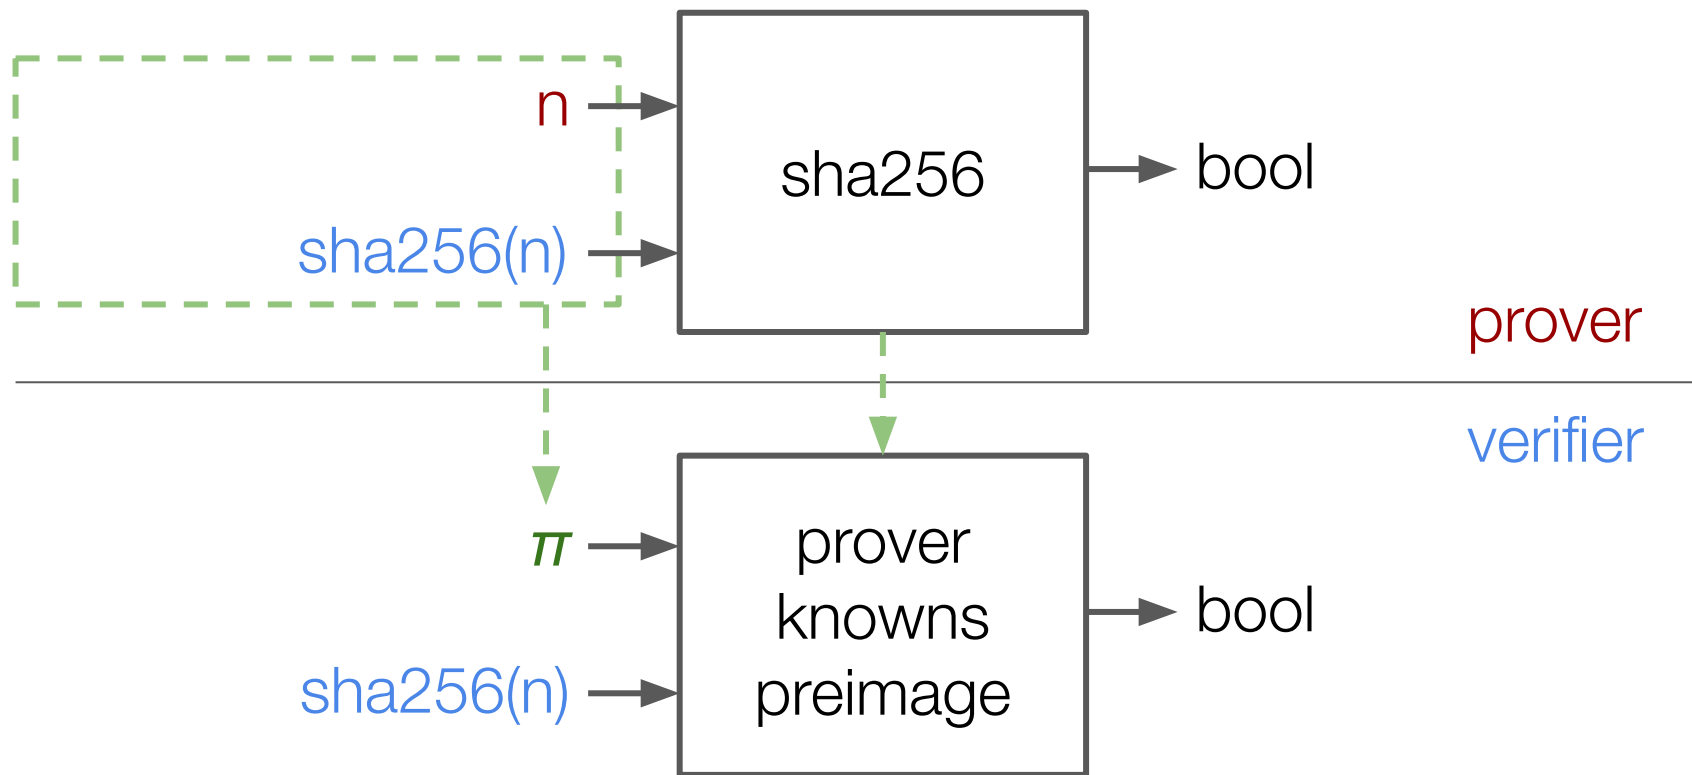 n
sha256
bool
sha256(n)
prover
verifier
π
prover
knowns
preimage
bool
sha256(n)